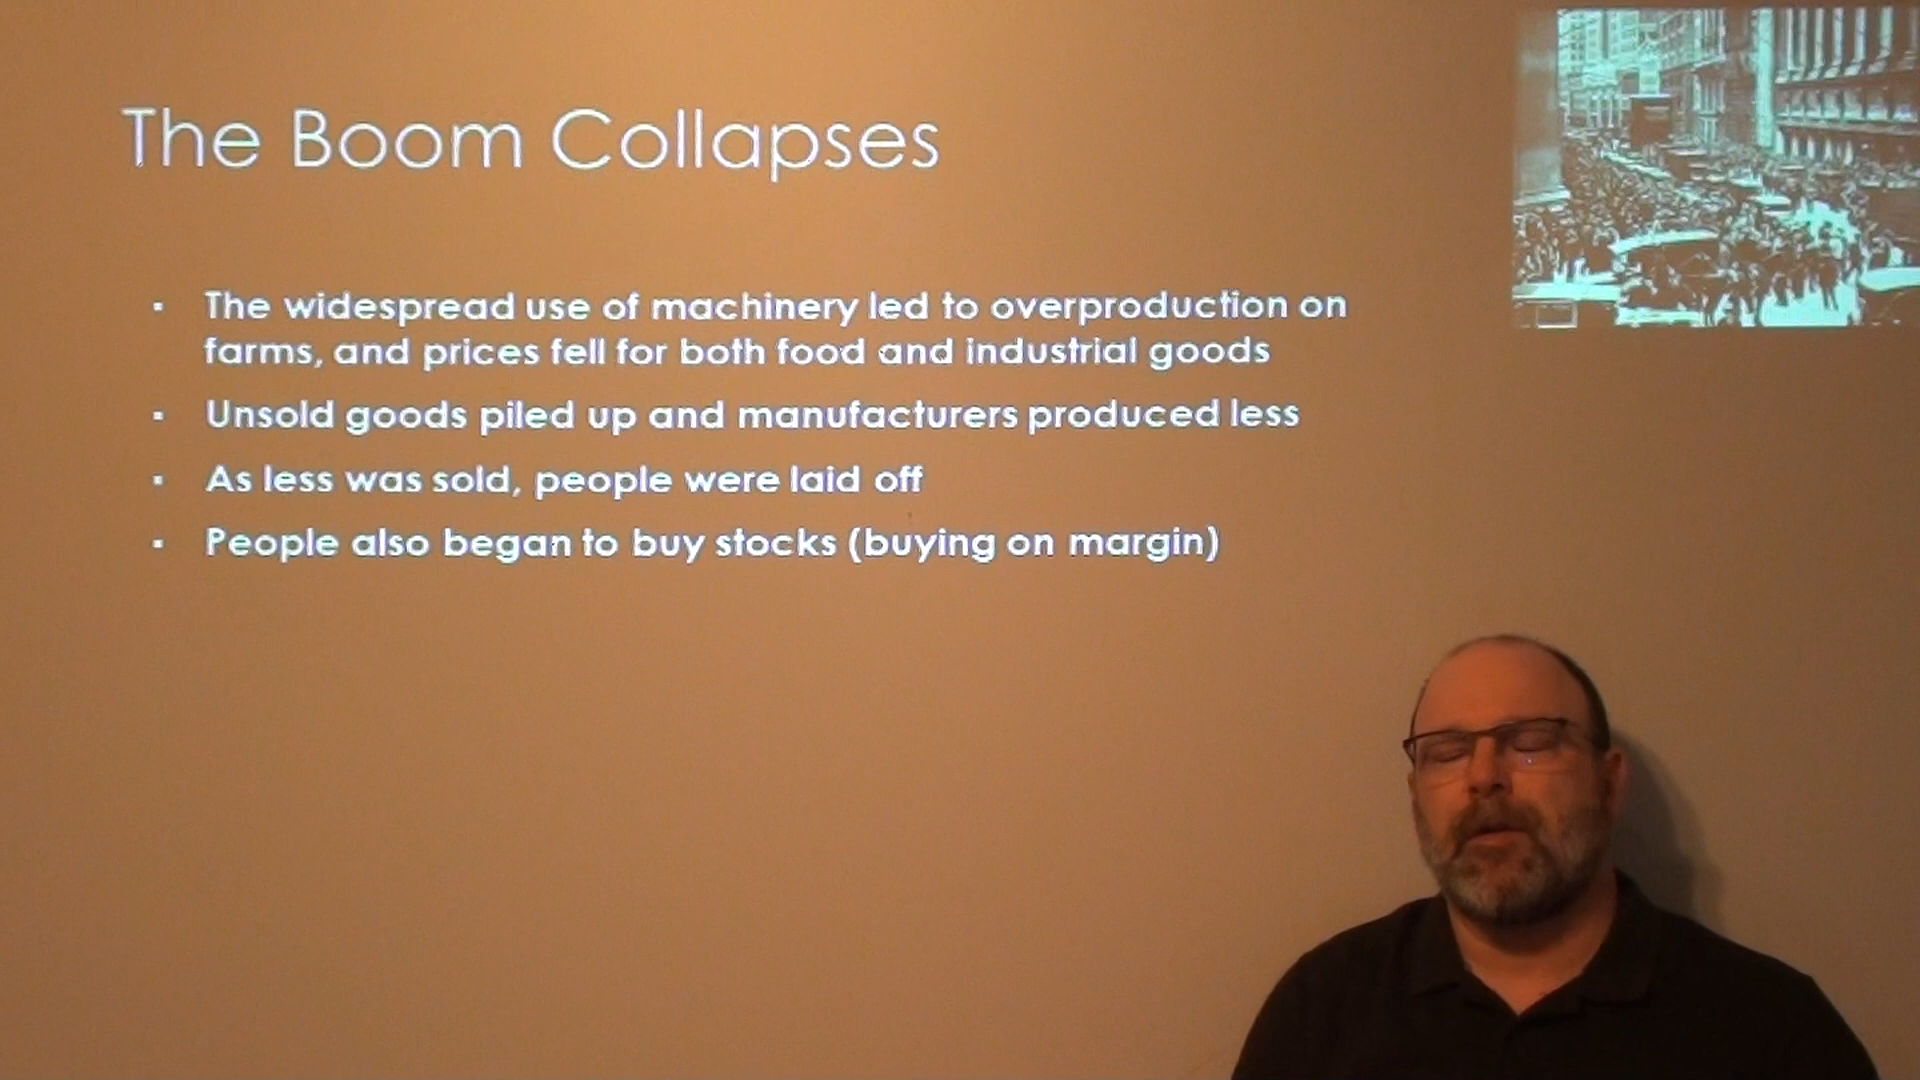 The Boom Collapses
▪ The widespread use of machinery led to overproduction on
farms, and prices fell for both food and industrial goods
▪ Unsold goods piled up and manufacturers produced less
▪ As less was sold, people were laid off
▪ People also began to buy stocks (buying on margin)